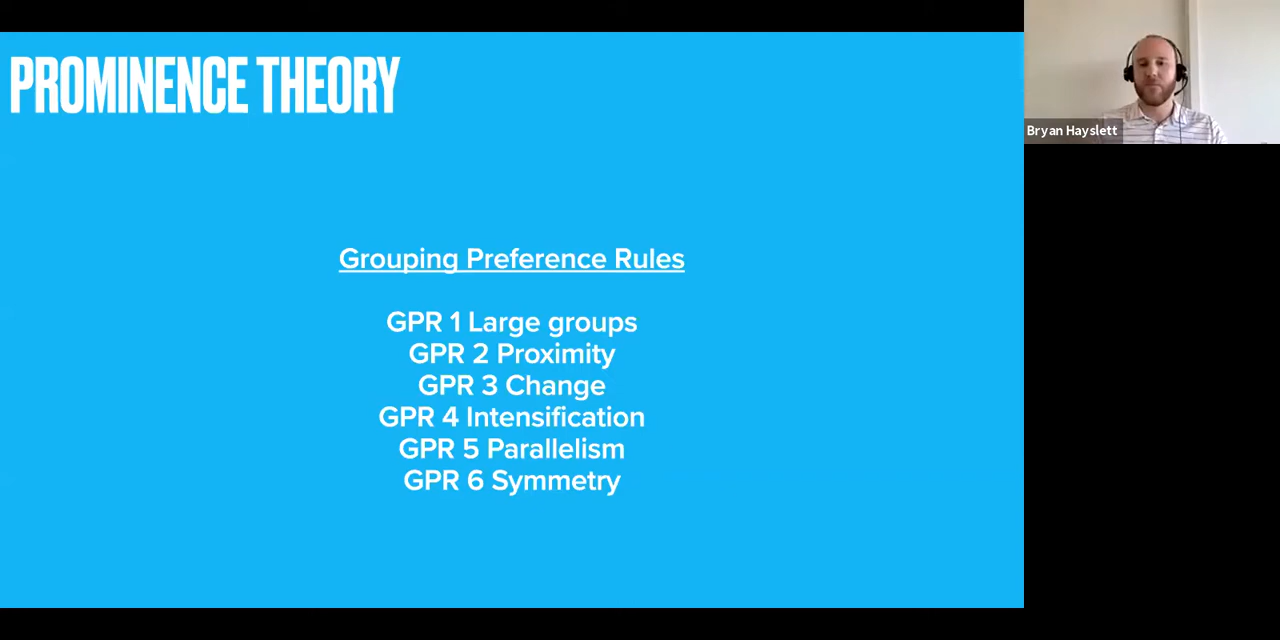 PROMINENCE THEORY
Grouping Preference Rules
GPR 1 Large groups
GPR 2 Proximity
GPR 3 Change
GPR 4 Intensification
GPR 5 Parallelism
GPR 6 Symmetry
Bryan Hayslett